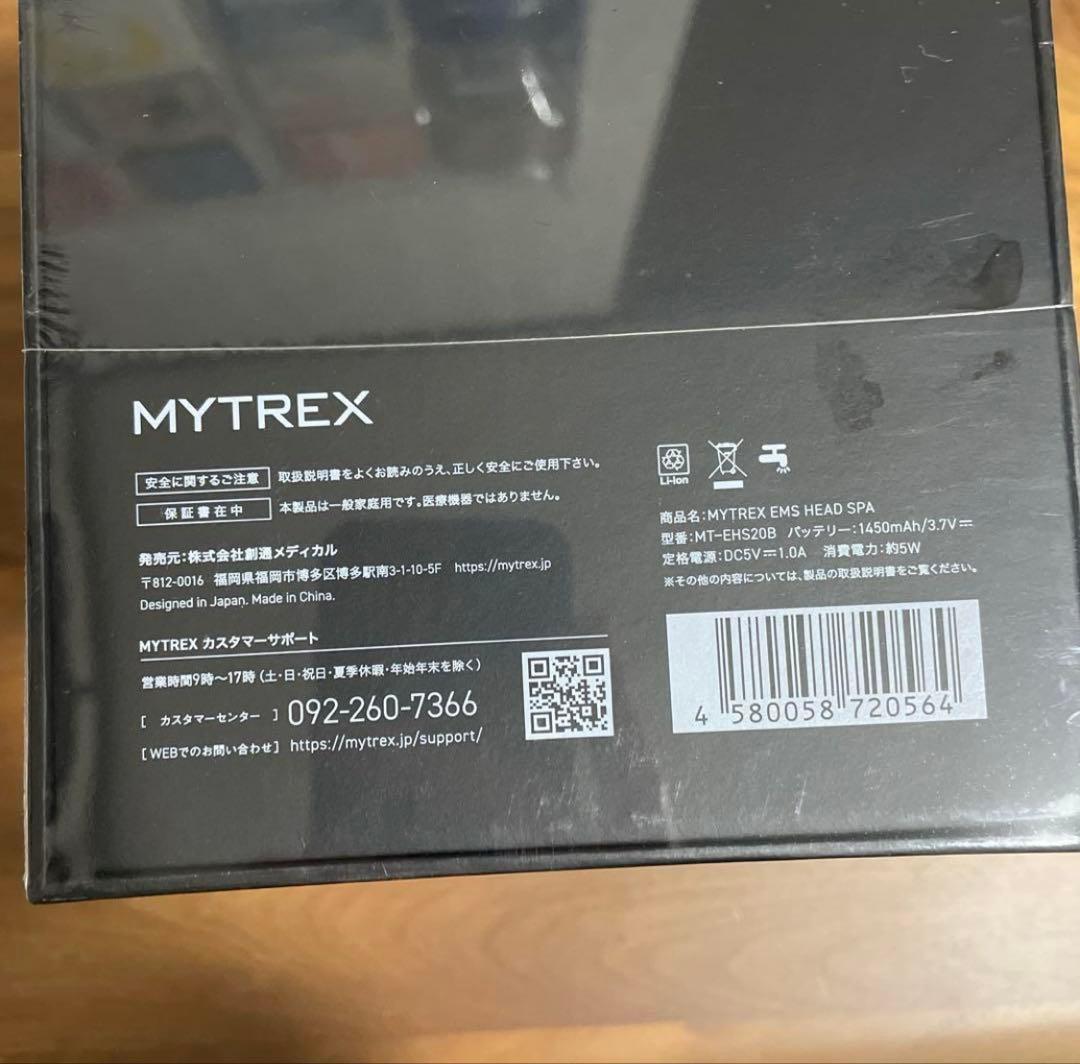 MYTREX
安全に関するご注意 取扱説明書をよくお読みのうえ、正しく安全にご使用下さい。
保証書在中 本製品は一般家庭用です。医療機器ではありません。
発売元:株式会社創通メディカル
〒812-0016 福岡県福岡市博多区博多駅南3-1-10-5F https://mytrex.jp
Designed in Japan. Made in China.
MYTREX カスタマーサポート
営業時間9時〜17時(土・日・祝日・夏季休暇・年始年末を除く)
[ カスタマーセンター ] 092-260-7366
[ WEBでのお問い合わせ ] https://mytrex.jp/support/
Li-Ion
商品名:MYTREX EMS HEAD SPA
型番:MT-EHS20B バッテリー:1450mAh/3.7V⎓
定格電源:DC5V⎓1.0A 消費電力:約5W
※その他の内容については、製品の取扱説明書をご覧ください。
4 580058 720564